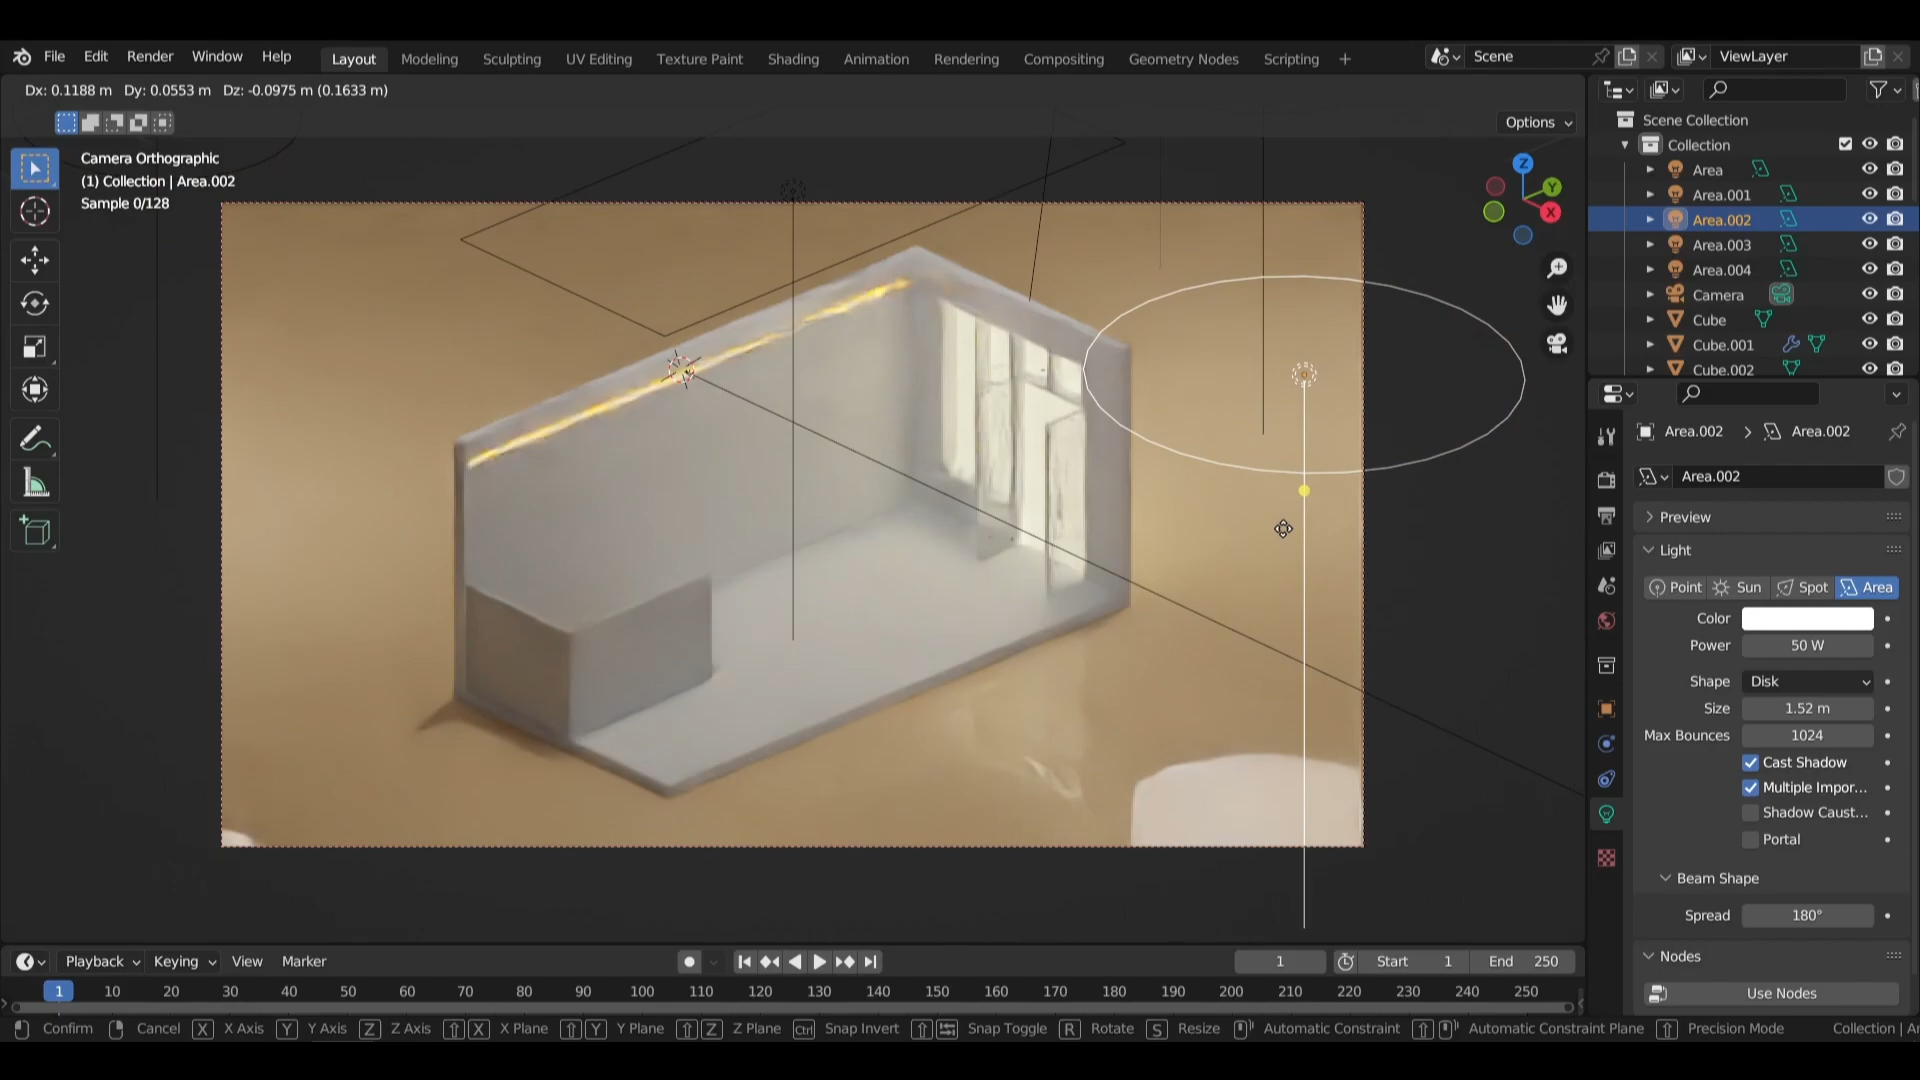 File Edit Render Window Help Layout Modeling Sculpting UV Editing Texture Paint Shading Animation Rendering Compositing Geometry Nodes Scripting + Scene ViewLayer
Dx: 0.1188 m Dy: 0.0553 m Dz: -0.0975 m (0.1633 m)
Options
Camera Orthographic
(1) Collection | Area.002
Sample 0/128
Z
Y
X
Scene Collection
Collection
Area
Area.001
Area.002
Area.003
Area.004
Camera
Cube
Cube.001
Cube.002
Area.002 > Area.002
Area.002
Preview
Light
Point Sun Spot Area
Color
Power 50 W
Shape Disk
Size 1.52 m
Max Bounces 1024
Cast Shadow
Multiple Impor...
Shadow Caust...
Portal
Beam Shape
Spread 180°
Nodes
Use Nodes
Playback Keying View Marker 1 Start 1 End 250
1 10 20 30 40 50 60 70 80 90 100 110 120 130 140 150 160 170 180 190 200 210 220 230 240 250
Confirm Cancel X X Axis Y Y Axis Z Z Axis X X Plane Y Y Plane Z Z Plane Ctrl Snap Invert Snap Toggle R Rotate S Resize Automatic Constraint Automatic Constraint Plane Precision Mode Collection | Ar